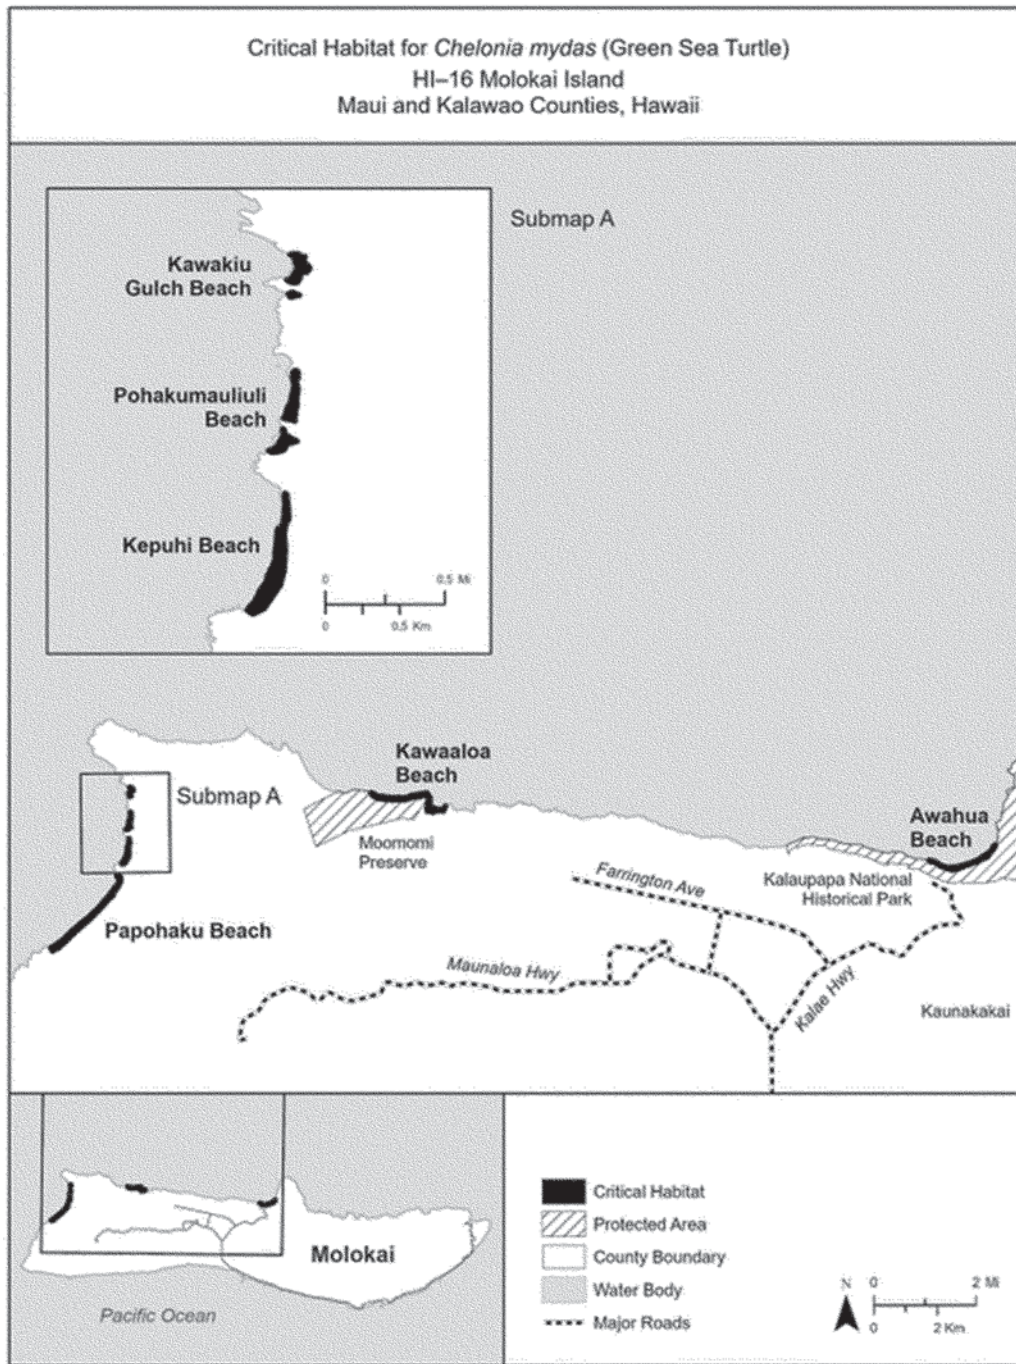 Critical Habitat for Chelonia mydas (Green Sea Turtle)
HI–16 Molokai Island
Maui and Kalawao Counties, Hawaii
Submap A
Kawakiu
Gulch Beach
Pohakumauliuli
Beach
Kepuhi Beach
0 0.5 Mi
0 0.5 Km
Kawaaloa
Beach
Submap A
Awahua
Beach
Moomomi
Preserve
Farrington Ave
Kalaupapa National
Historical Park
Papohaku Beach
Maunaloa Hwy
Kalae Hwy
Kaunakakai
Molokai
Pacific Ocean
Critical Habitat
Protected Area
County Boundary
Water Body
Major Roads
N
0 2 Mi
0 2 Km